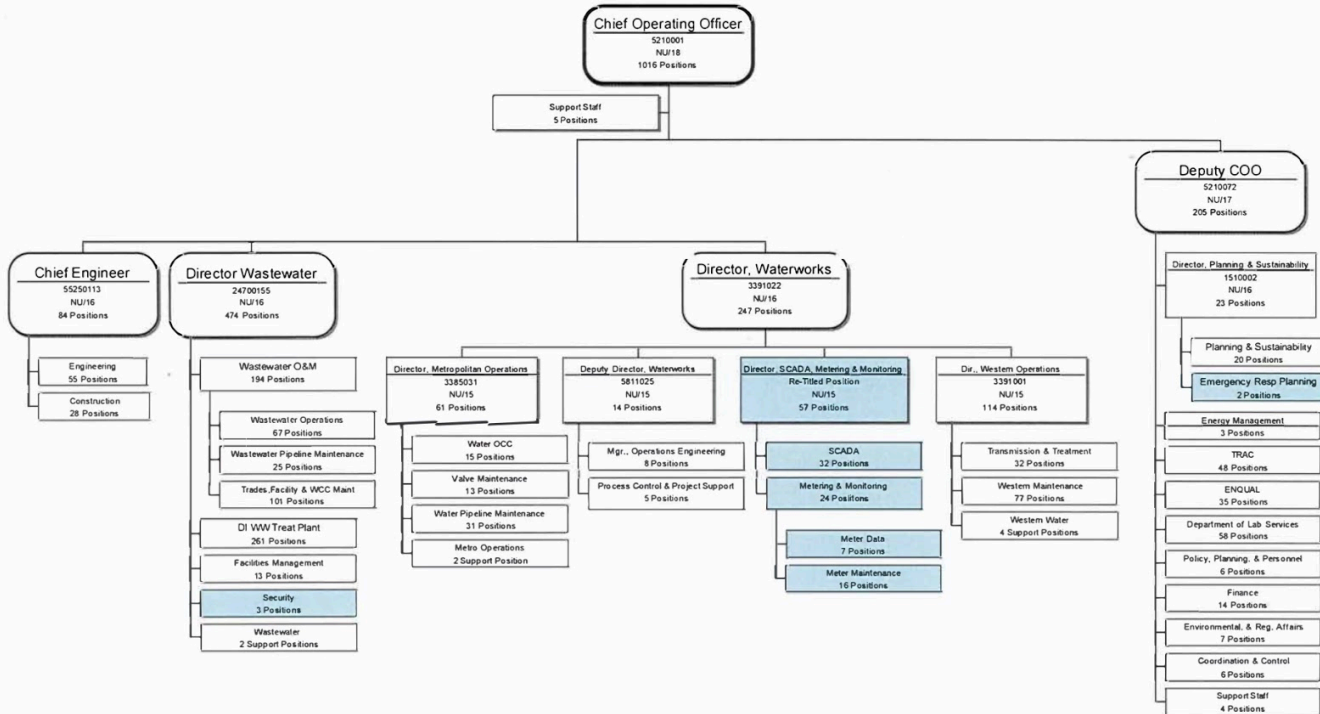 Chief Operating Officer
5210001
NU/18
1016 Positions
Support Staff
5 Positions
Deputy COO
5210072
NU/17
205 Positions
Chief Engineer
55250113
NU/16
84 Positions
Engineering
55 Positions
Construction
28 Positions
Director Wastewater
24700155
NU/16
474 Positions
Wastewater O&M
194 Positions
Wastewater Operations
67 Positions
Wastewater Pipeline Maintenance
25 Positions
Trades,Facility & WCC Maint
101 Positions
DI WW Treat Plant
261 Positions
Facilities Management
13 Positions
Security
3 Positions
Wastewater
2 Support Positions
Director, Waterworks
3391022
NU/16
247 Positions
Director, Metropolitan Operations
3385031
NU/15
61 Positions
Water OCC
15 Positions
Valve Maintenance
13 Positions
Water Pipeline Maintenance
31 Positions
Metro Operations
2 Support Position
Deputy Director, Waterworks
5811025
NU/15
14 Positions
Mgr., Operations Engineering
8 Positions
Process Control & Project Support
5 Positions
Director, SCADA, Metering & Monitoring
Re-Titled Position
NU/15
57 Positions
SCADA
32 Positions
Metering & Monitoring
24 Posiitons
Meter Data
7 Positions
Meter Maintenance
16 Positions
Dir,, Western Operations
3391001
NU/15
114 Positions
Transmission & Treatment
32 Positions
Western Maintenance
77 Positions
Western Water
4 Support Positions
Director, Planning & Sustainability
1510002
NU/16
23 Positions
Planning & Sustainability
20 Positions
Emergency Resp Planning
2 Positions
Energy Management
3 Positions
TRAC
48 Positions
ENQUAL
35 Positions
Department of Lab Services
58 Positions
Policy, Planning, & Personnel
6 Positions
Finance
14 Positions
Environmental, & Reg. Affairs
7 Positions
Coordination & Control
6 Positions
Support Staff
4 Positions